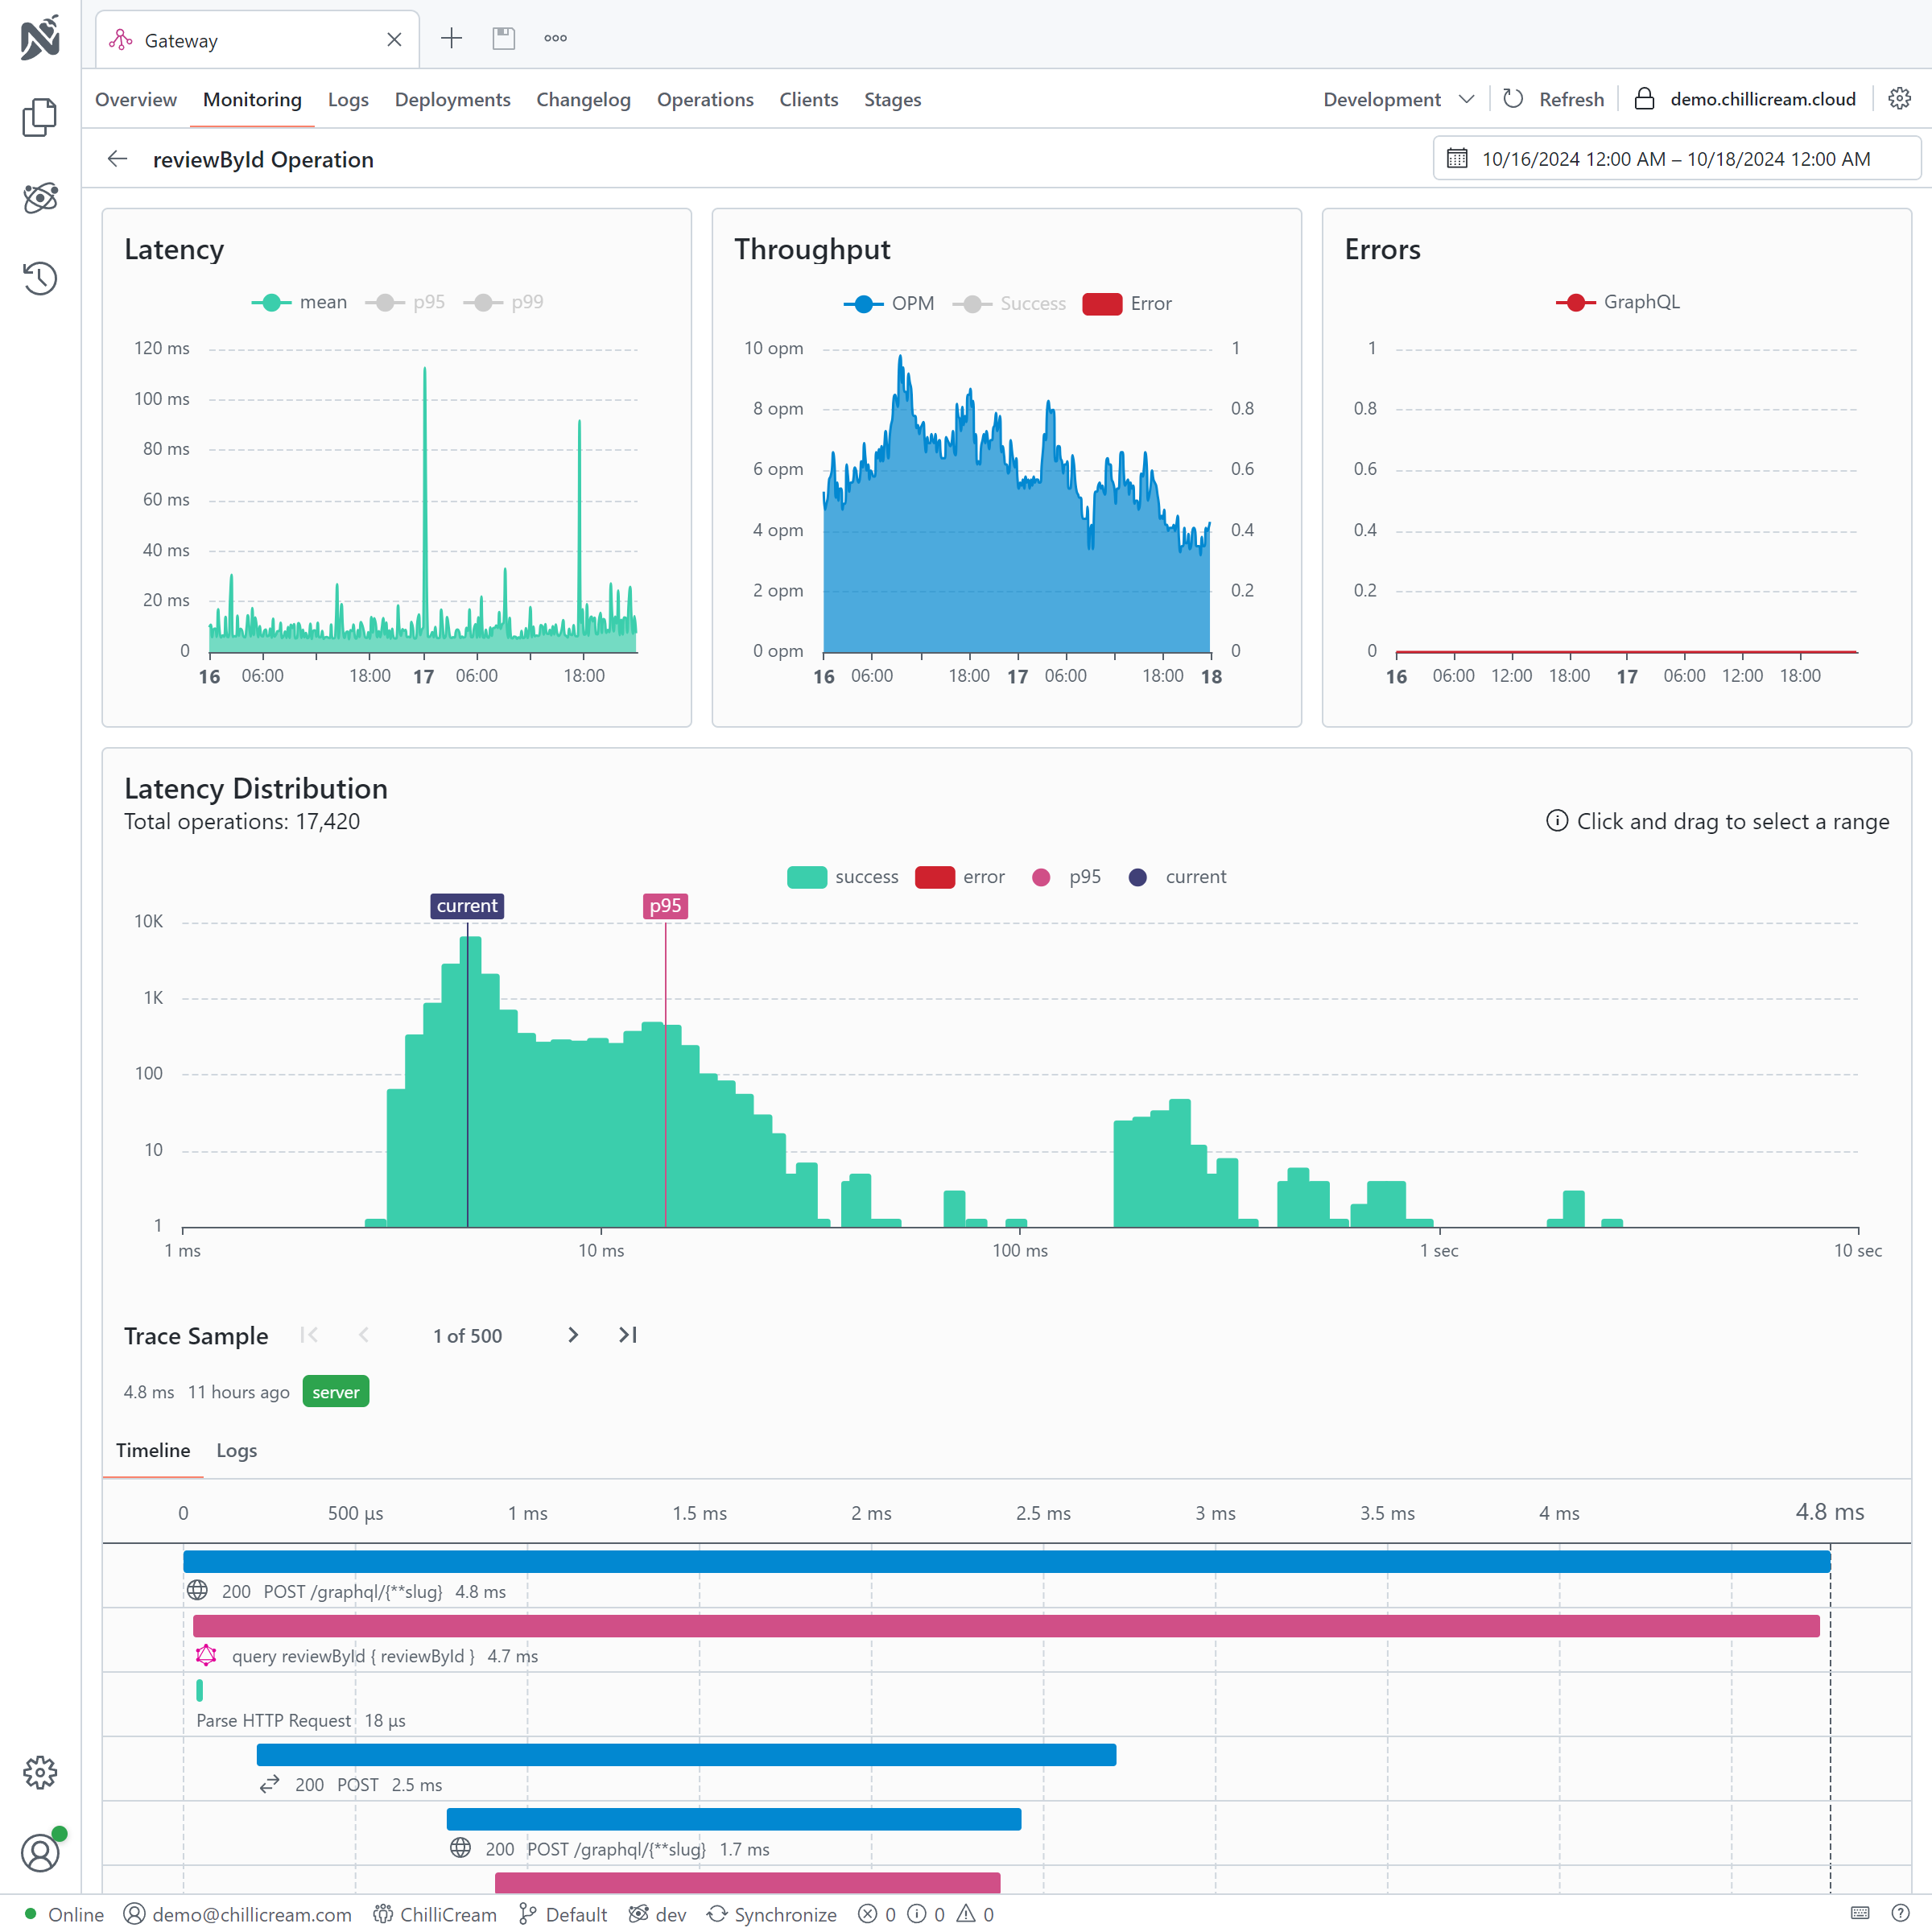 Gateway
Overview Monitoring Logs Deployments Changelog Operations Clients Stages Development Refresh demo.chillicream.cloud
reviewById Operation 10/16/2024 12:00 AM – 10/18/2024 12:00 AM
Latency
mean p95 p99
120 ms
100 ms
80 ms
60 ms
40 ms
20 ms
0
16 06:00 18:00 17 06:00 18:00
Throughput
OPM Success Error
10 opm 1
8 opm 0.8
6 opm 0.6
4 opm 0.4
2 opm 0.2
0 opm 0
16 06:00 18:00 17 06:00 18:00 18
Errors
GraphQL
1
0.8
0.6
0.4
0.2
0
16 06:00 12:00 18:00 17 06:00 12:00 18:00
Latency Distribution
Total operations: 17,420 Click and drag to select a range
success error p95 current
current p95
10K
1K
100
10
1
1 ms 10 ms 100 ms 1 sec 10 sec
Trace Sample 1 of 500
4.8 ms 11 hours ago server
Timeline Logs
0 500 µs 1 ms 1.5 ms 2 ms 2.5 ms 3 ms 3.5 ms 4 ms 4.8 ms
200 POST /graphql/{**slug} 4.8 ms
query reviewById { reviewById } 4.7 ms
Parse HTTP Request 18 µs
200 POST 2.5 ms
200 POST /graphql/{**slug} 1.7 ms
Online demo@chillicream.com ChilliCream Default dev Synchronize 0 0 0